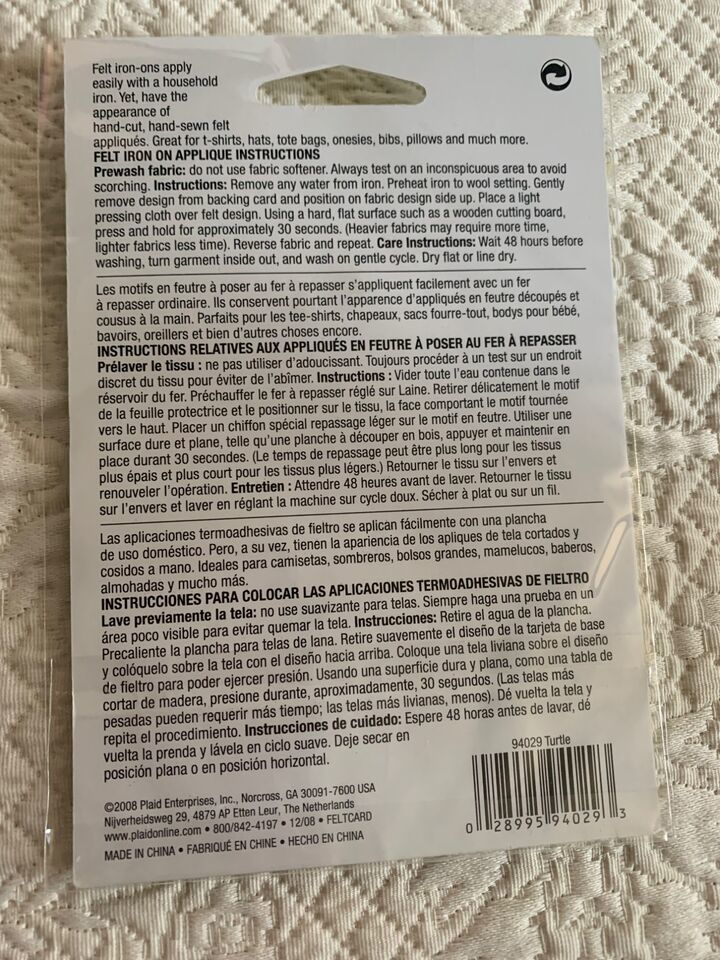 Felt iron-ons apply
easily with a household
iron. Yet, have the
appearance of
hand-cut, hand-sewn felt
appliqués. Great for t-shirts, hats, tote bags, onesies, bibs, pillows and much more.
FELT IRON ON APPLIQUE INSTRUCTIONS
Prewash fabric: do not use fabric softener. Always test on an inconspicuous area to avoid
scorching. Instructions: Remove any water from iron. Preheat iron to wool setting. Gently
remove design from backing card and position on fabric design side up. Place a light
pressing cloth over felt design. Using a hard, flat surface such as a wooden cutting board,
press and hold for approximately 30 seconds. (Heavier fabrics may require more time,
lighter fabrics less time). Reverse fabric and repeat. Care Instructions: Wait 48 hours before
washing, turn garment inside out, and wash on gentle cycle. Dry flat or line dry.
Les motifs en feutre à poser au fer à repasser s'appliquent facilement avec un fer
à repasser ordinaire. Ils conservent pourtant l'apparence d'appliqués en feutre découpés et
cousus à la main. Parfaits pour les tee-shirts, chapeaux, sacs fourre-tout, bodys pour bébé,
bavoirs, oreillers et bien d'autres choses encore.
INSTRUCTIONS RELATIVES AUX APPLIQUÉS EN FEUTRE À POSER AU FER À REPASSER
Prélaver le tissu : ne pas utiliser d'adoucissant. Toujours procéder à un test sur un endroit
discret du tissu pour éviter de l'abîmer. Instructions : Vider toute l'eau contenue dans le
réservoir du fer. Préchauffer le fer à repasser réglé sur Laine. Retirer délicatement le motif
de la feuille protectrice et le positionner sur le tissu, la face comportant le motif tournée
vers le haut. Placer un chiffon spécial repassage léger sur le motif en feutre. Utiliser une
surface dure et plane, telle qu'une planche à découper en bois, appuyer et maintenir en
place durant 30 secondes. (Le temps de repassage peut être plus long pour les tissus
plus épais et plus court pour les tissus plus légers.) Retourner le tissu sur l'envers et
renouveler l'opération. Entretien : Attendre 48 heures avant de laver. Retourner le tissu
sur l'envers et laver en réglant la machine sur cycle doux. Sécher à plat ou sur un fil.
Las aplicaciones termoadhesivas de fieltro se aplican fácilmente con una plancha
de uso doméstico. Pero, a su vez, tienen la apariencia de los apliques de tela cortados y
cosidos a mano. Ideales para camisetas, sombreros, bolsos grandes, mamelucos, baberos,
almohadas y mucho más.
INSTRUCCIONES PARA COLOCAR LAS APLICACIONES TERMOADHESIVAS DE FIELTRO
Lave previamente la tela: no use suavizante para telas. Siempre haga una prueba en un
área poco visible para evitar quemar la tela. Instrucciones: Retire el agua de la plancha.
Precaliente la plancha para telas de lana. Retire suavemente el diseño de la tarjeta de base
y colóquelo sobre la tela con el diseño hacia arriba. Coloque una tela liviana sobre el diseño
de fieltro para poder ejercer presión. Usando una superficie dura y plana, como una tabla de
cortar de madera, presione durante, aproximadamente, 30 segundos. (Las telas más
pesadas pueden requerir más tiempo; las telas más livianas, menos). Dé vuelta la tela y
repita el procedimiento. Instrucciones de cuidado: Espere 48 horas antes de lavar, dé
vuelta la prenda y lávela en ciclo suave. Deje secar en
posición plana o en posición horizontal.
94029 Turtle
0 28995 94029 3
©2008 Plaid Enterprises, Inc., Norcross, GA 30091-7600 USA
Nijverheidsweg 29, 4879 AP Etten Leur, The Netherlands
www.plaidonline.com • 800/842-4197 • 12/08 • FELTCARD
MADE IN CHINA • FABRIQUÉ EN CHINE • HECHO EN CHINA